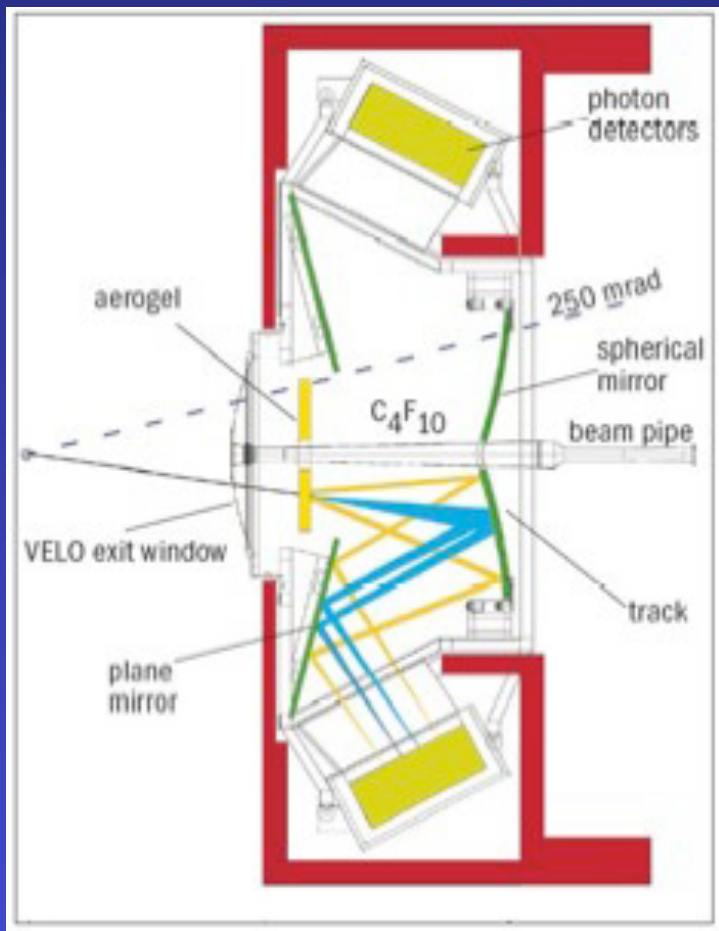 photon
detectors
aerogel
250 mrad
spherical
mirror
C4F10
beam pipe
VELO exit window
track
plane
mirror